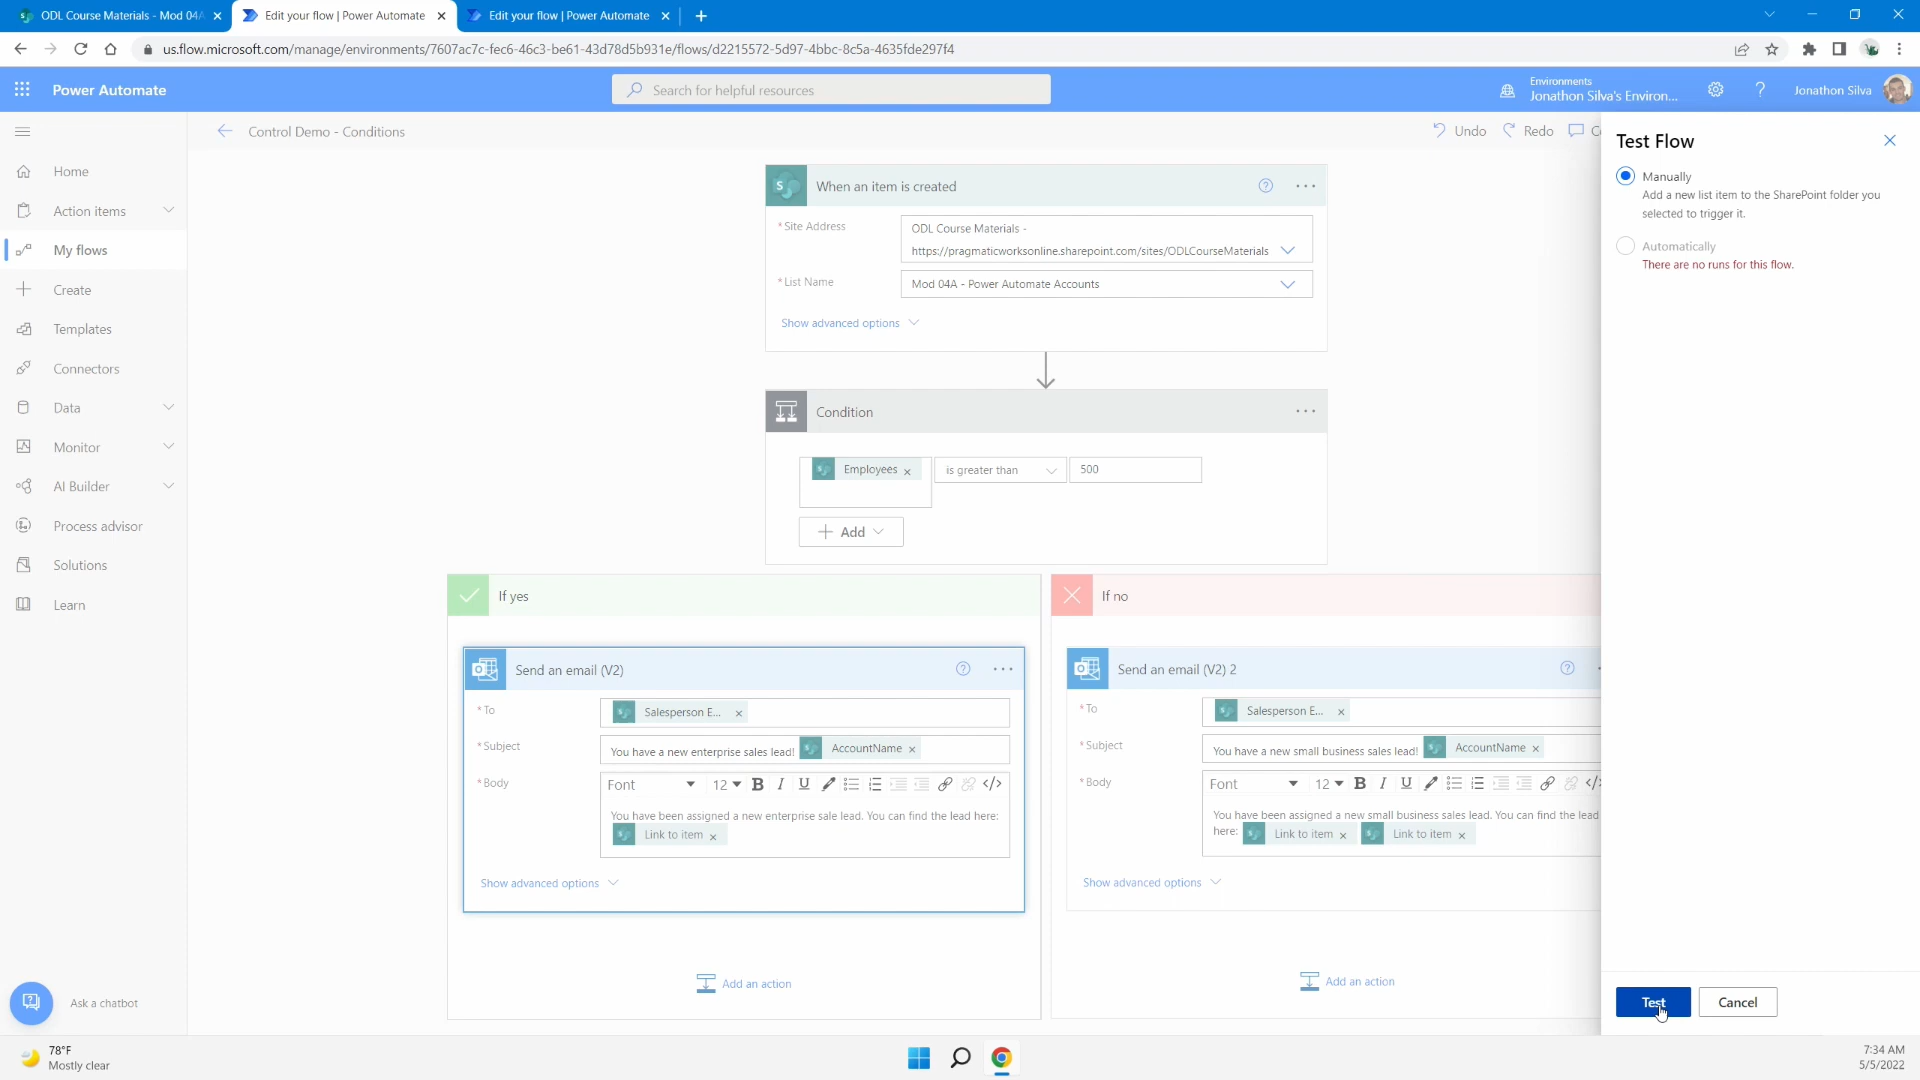 ODL Course Materials - Mod 04A
Edit your flow | Power Automate
Edit your flow | Power Automate
us.flow.microsoft.com/manage/environments/7607ac7c-fec6-46c3-be61-43d78d5b931e/flows/d2215572-5d97-4bbc-8c5a-4635fde297f4
Power Automate
Search for helpful resources
Environments
Jonathon Silva's Environ...
Jonathon Silva
Control Demo - Conditions
Undo
Redo
Home
Action items
My flows
Create
Templates
Connectors
Data
Monitor
AI Builder
Process advisor
Solutions
Learn
Ask a chatbot
When an item is created
* Site Address
ODL Course Materials -
https://pragmaticworksonline.sharepoint.com/sites/ODLCourseMaterials
* List Name
Mod 04A - Power Automate Accounts
Show advanced options
Condition
Employees
is greater than
500
Add
If yes
Send an email (V2)
* To
Salesperson E...
* Subject
You have a new enterprise sales lead! AccountName
* Body
Font
12
You have been assigned a new enterprise sale lead. You can find the lead here:
Link to item
Show advanced options
Add an action
If no
Send an email (V2) 2
* To
Salesperson E...
* Subject
You have a new small business sales lead! AccountName
* Body
Font
12
You have been assigned a new small business sales lead. You can find the lead
here: Link to item Link to item
Show advanced options
Add an action
Test Flow
Manually
Add a new list item to the SharePoint folder you
selected to trigger it.
Automatically
There are no runs for this flow.
Test
Cancel
78°F
Mostly clear
7:34 AM
5/5/2022